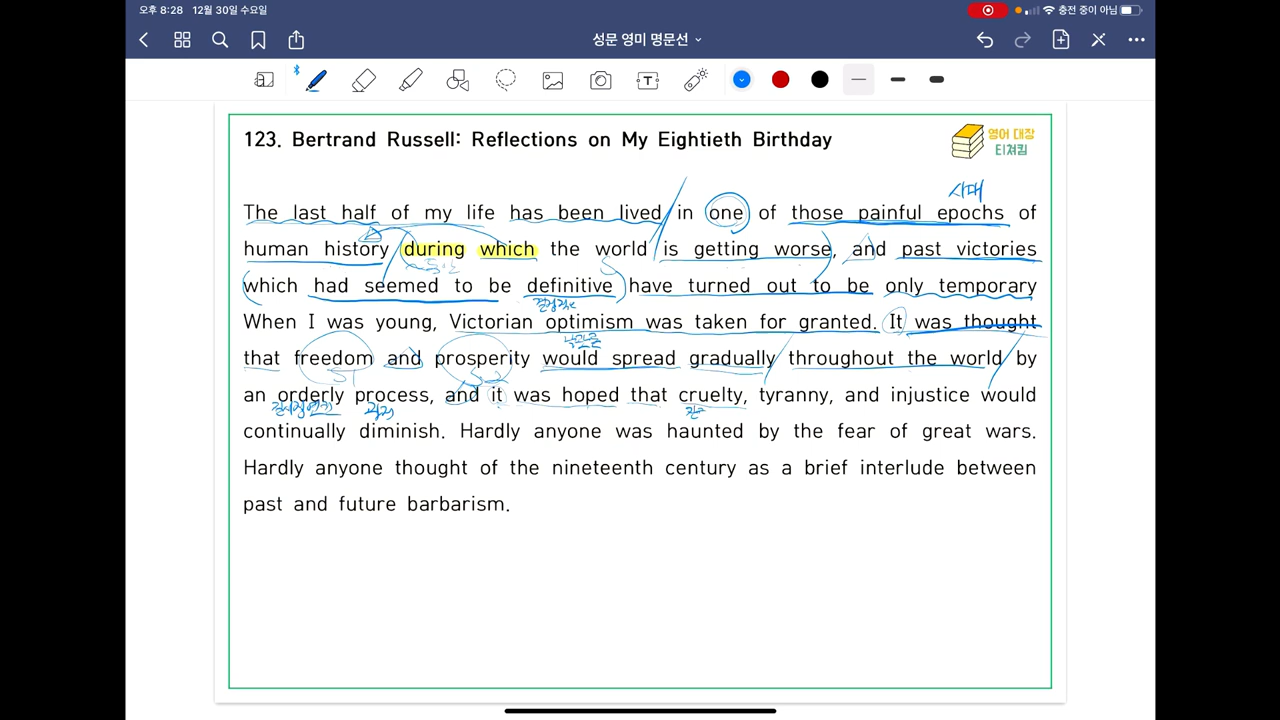 오후 8:28 12월 30일 수요일
충전 중이 아님
성문 영미 명문선
T
123. Bertrand Russell: Reflections on My Eightieth Birthday
영어 대장
티쳐킴
시대
The last half of my life has been lived in one of those painful epochs of
human history during which the world is getting worse, and past victories
which had seemed to be definitive have turned out to be only temporary
When I was young, Victorian optimism was taken for granted. It was thought
that freedom and prosperity would spread gradually throughout the world by
an orderly process, and it was hoped that cruelty, tyranny, and injustice would
continually diminish. Hardly anyone was haunted by the fear of great wars.
Hardly anyone thought of the nineteenth century as a brief interlude between
past and future barbarism.